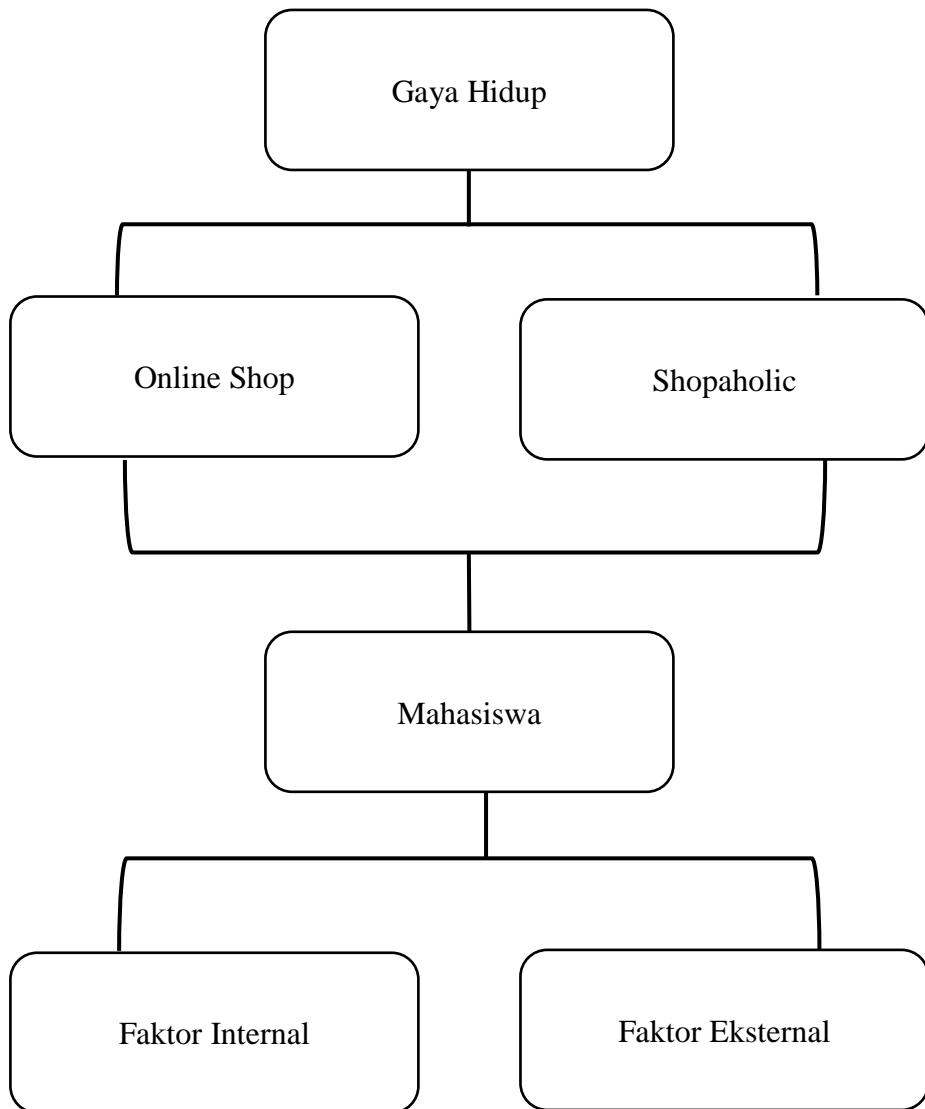 Gaya Hidup
Online Shop
Shopaholic
Mahasiswa
Faktor Internal
Faktor Eksternal